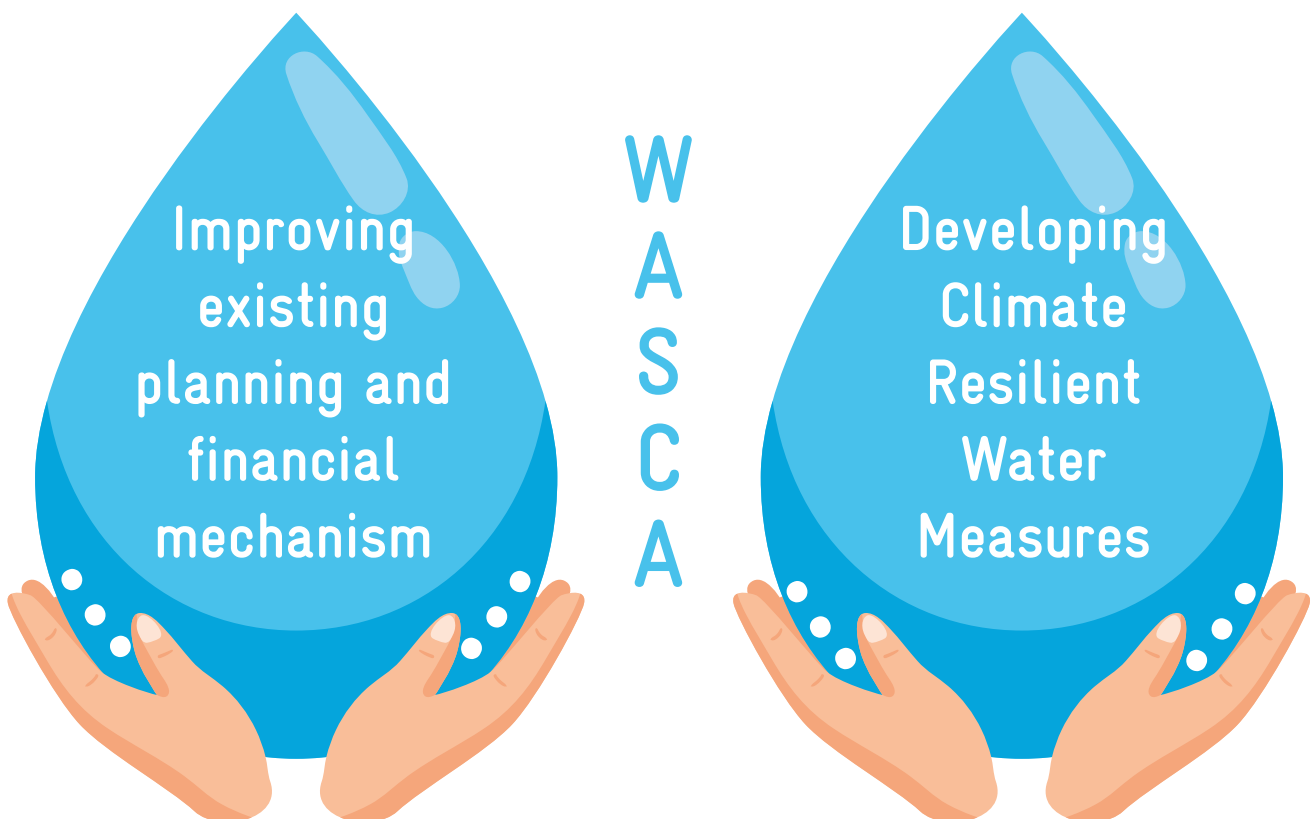 Improving
existing
planning and
financial
mechanism
W
A
S
C
A
Developing
Climate
Resilient
Water
Measures